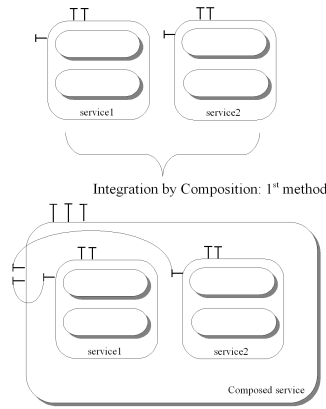 service1
service2
Integration by Composition: 1st method
service1
service2
Composed service